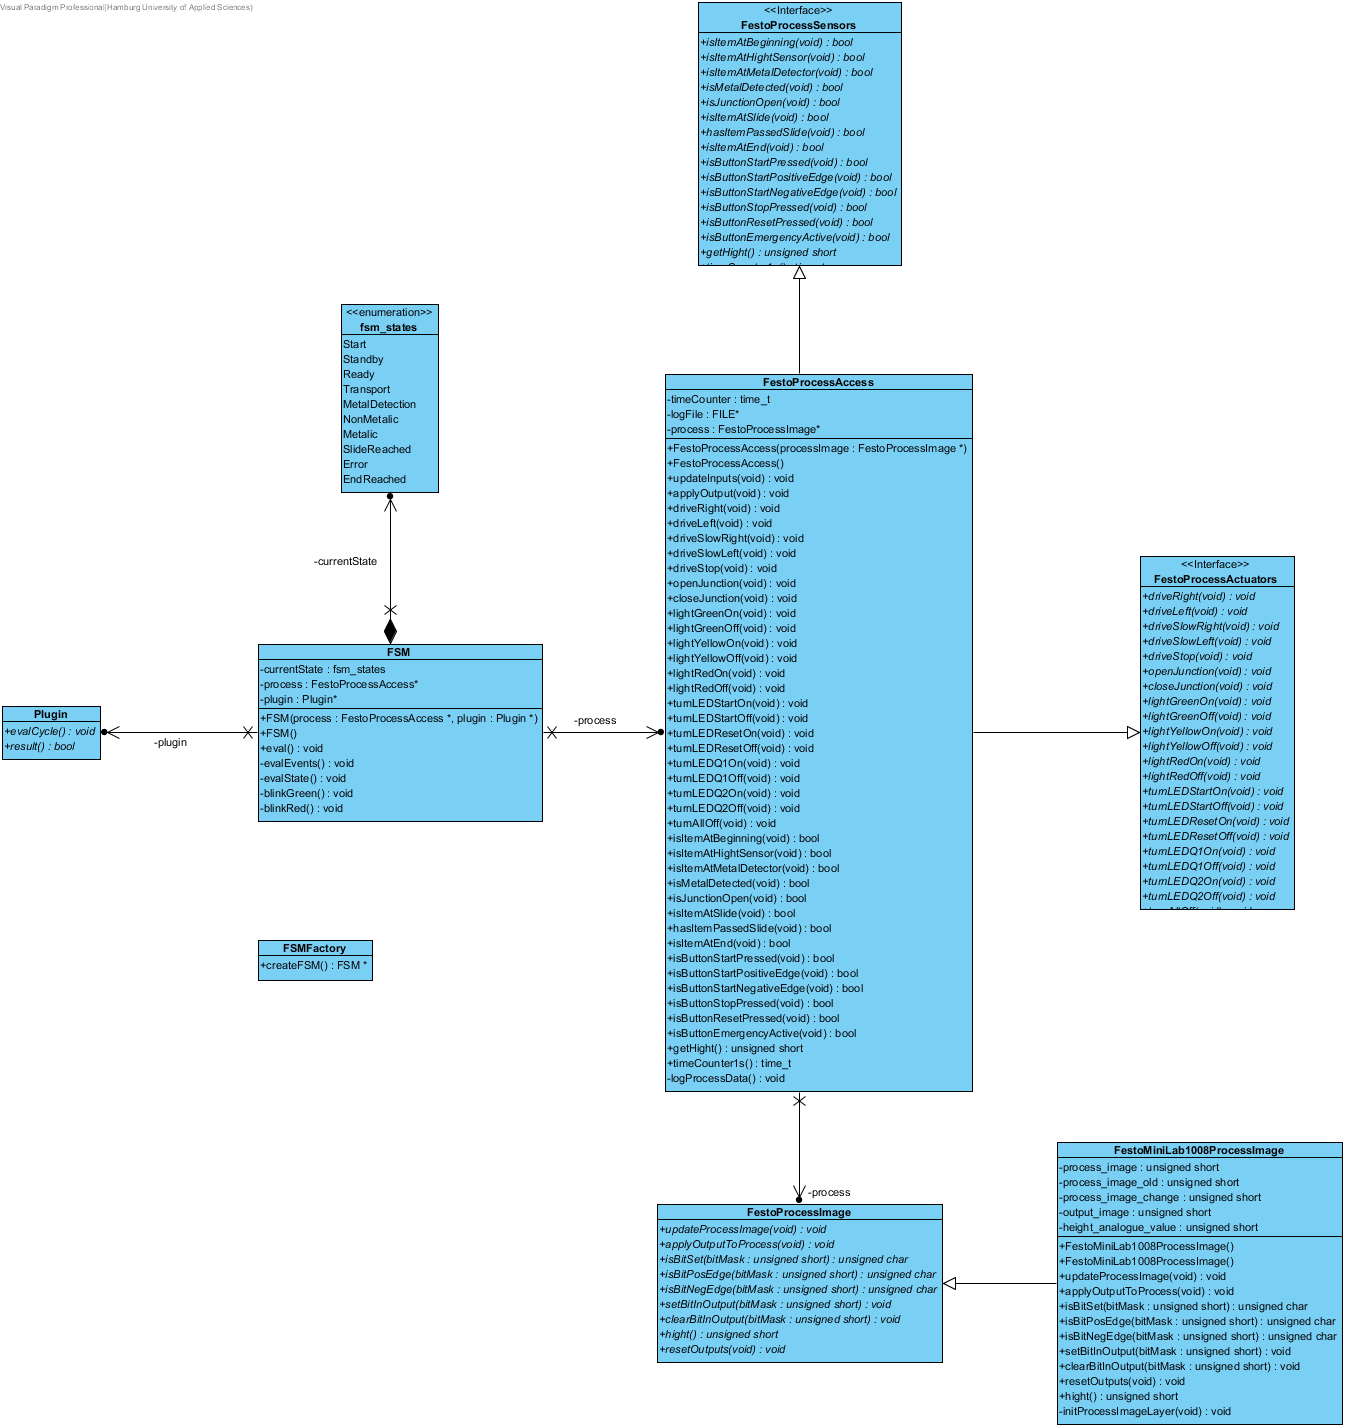 Visual Paradigm Professional(Hamburg University of Applied Sciences)
<<Interface>>
FestoProcessSensors
+isItemAtBeginning(void) : bool
+isItemAtHightSensor(void) : bool
+isItemAtMetalDetector(void) : bool
+isMetalDetected(void) : bool
+isJunctionOpen(void) : bool
+isItemAtSlide(void) : bool
+hasItemPassedSlide(void) : bool
+isItemAtEnd(void) : bool
+isButtonStartPressed(void) : bool
+isButtonStartPositiveEdge(void) : bool
+isButtonStartNegativeEdge(void) : bool
+isButtonStopPressed(void) : bool
+isButtonResetPressed(void) : bool
+isButtonEmergencyActive(void) : bool
+getHight() : unsigned short
<<enumeration>>
fsm_states
Start
Standby
Ready
Transport
MetalDetection
NonMetalic
Metalic
SlideReached
Error
EndReached
-currentState
FSM
-currentState : fsm_states
-process : FestoProcessAccess*
-plugin : Plugin*
+FSM(process : FestoProcessAccess *, plugin : Plugin *)
+FSM()
+eval() : void
-evalEvents() : void
-evalState() : void
-blinkGreen() : void
-blinkRed() : void
Plugin
+evalCycle() : void
+result() : bool
-plugin
-process
FSMFactory
+createFSM() : FSM *
FestoProcessAccess
-timeCounter : time_t
-logFile : FILE*
-process : FestoProcessImage*
+FestoProcessAccess(processImage : FestoProcessImage *)
+FestoProcessAccess()
+updateInputs(void) : void
+applyOutput(void) : void
+driveRight(void) : void
+driveLeft(void) : void
+driveSlowRight(void) : void
+driveSlowLeft(void) : void
+driveStop(void) : void
+openJunction(void) : void
+closeJunction(void) : void
+lightGreenOn(void) : void
+lightGreenOff(void) : void
+lightYellowOn(void) : void
+lightYellowOff(void) : void
+lightRedOn(void) : void
+lightRedOff(void) : void
+turnLEDStartOn(void) : void
+turnLEDStartOff(void) : void
+turnLEDResetOn(void) : void
+turnLEDResetOff(void) : void
+turnLEDQ1On(void) : void
+turnLEDQ1Off(void) : void
+turnLEDQ2On(void) : void
+turnLEDQ2Off(void) : void
+turnAllOff(void) : void
+isItemAtBeginning(void) : bool
+isItemAtHightSensor(void) : bool
+isItemAtMetalDetector(void) : bool
+isMetalDetected(void) : bool
+isJunctionOpen(void) : bool
+isItemAtSlide(void) : bool
+hasItemPassedSlide(void) : bool
+isItemAtEnd(void) : bool
+isButtonStartPressed(void) : bool
+isButtonStartPositiveEdge(void) : bool
+isButtonStartNegativeEdge(void) : bool
+isButtonStopPressed(void) : bool
+isButtonResetPressed(void) : bool
+isButtonEmergencyActive(void) : bool
+getHight() : unsigned short
+timeCounter1s() : time_t
-logProcessData() : void
<<Interface>>
FestoProcessActuators
+driveRight(void) : void
+driveLeft(void) : void
+driveSlowRight(void) : void
+driveSlowLeft(void) : void
+driveStop(void) : void
+openJunction(void) : void
+closeJunction(void) : void
+lightGreenOn(void) : void
+lightGreenOff(void) : void
+lightYellowOn(void) : void
+lightYellowOff(void) : void
+lightRedOn(void) : void
+lightRedOff(void) : void
+turnLEDStartOn(void) : void
+turnLEDStartOff(void) : void
+turnLEDResetOn(void) : void
+turnLEDResetOff(void) : void
+turnLEDQ1On(void) : void
+turnLEDQ1Off(void) : void
+turnLEDQ2On(void) : void
+turnLEDQ2Off(void) : void
-process
FestoProcessImage
+updateProcessImage(void) : void
+applyOutputToProcess(void) : void
+isBitSet(bitMask : unsigned short) : unsigned char
+isBitPosEdge(bitMask : unsigned short) : unsigned char
+isBitNegEdge(bitMask : unsigned short) : unsigned char
+setBitInOutput(bitMask : unsigned short) : void
+clearBitInOutput(bitMask : unsigned short) : void
+hight() : unsigned short
+resetOutputs(void) : void
FestoMiniLab1008ProcessImage
-process_image : unsigned short
-process_image_old : unsigned short
-process_image_change : unsigned short
-output_image : unsigned short
-height_analogue_value : unsigned short
+FestoMiniLab1008ProcessImage()
+FestoMiniLab1008ProcessImage()
+updateProcessImage(void) : void
+applyOutputToProcess(void) : void
+isBitSet(bitMask : unsigned short) : unsigned char
+isBitPosEdge(bitMask : unsigned short) : unsigned char
+isBitNegEdge(bitMask : unsigned short) : unsigned char
+setBitInOutput(bitMask : unsigned short) : void
+clearBitInOutput(bitMask : unsigned short) : void
+resetOutputs(void) : void
+hight() : unsigned short
-initProcessImageLayer(void) : void